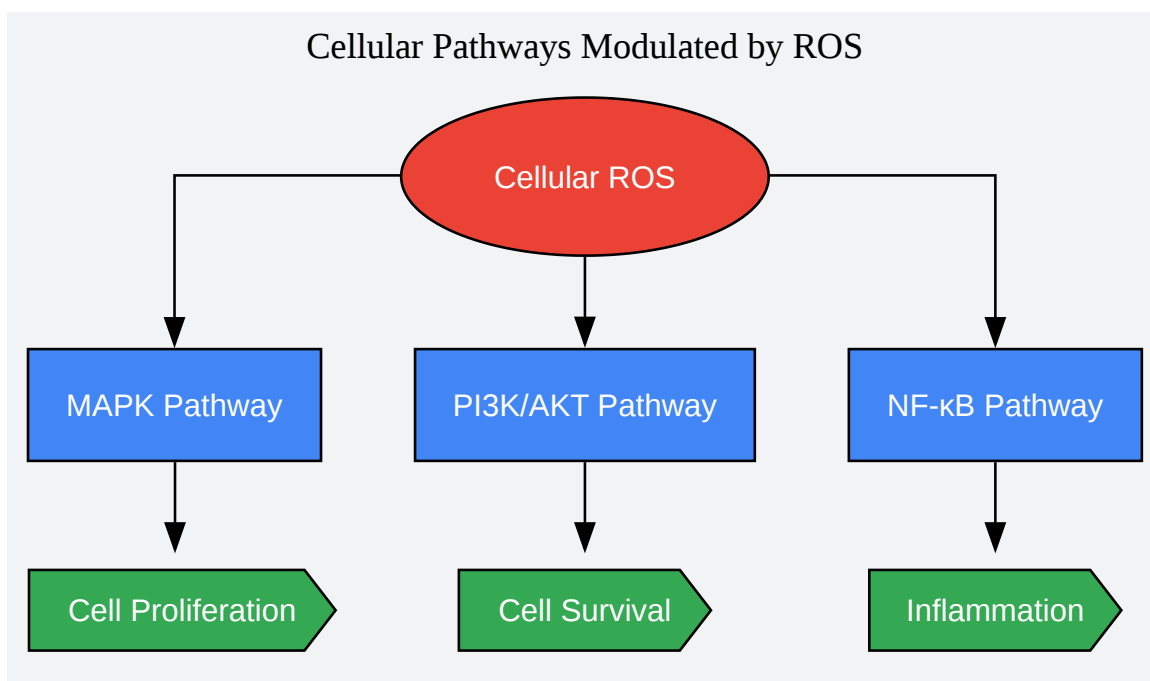 Cellular Pathways Modulated by ROS
Cellular ROS
MAPK Pathway
PI3K/AKT Pathway
NF-κB Pathway
Cell Proliferation
Cell Survival
Inflammation